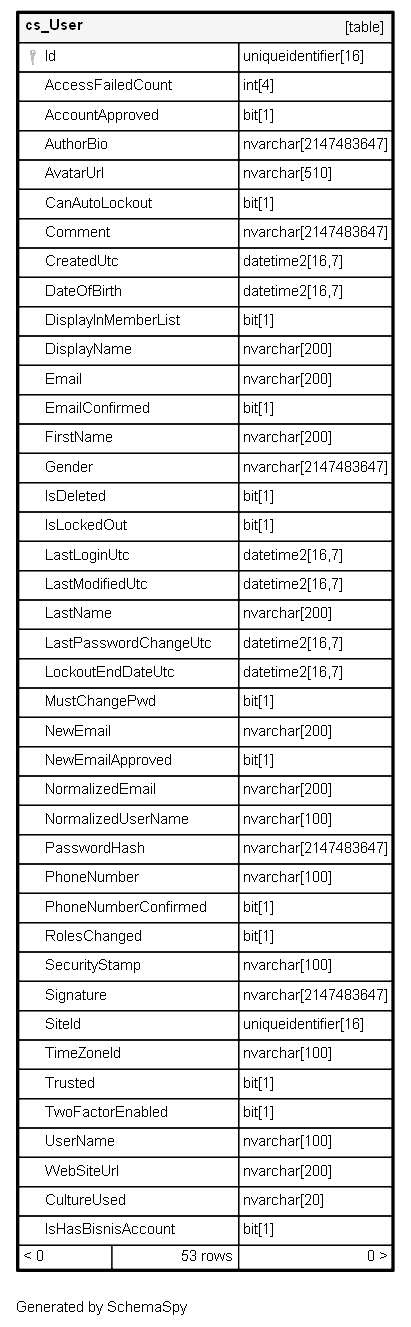 cs_User [table]
Id uniqueidentifier[16]
AccessFailedCount int[4]
AccountApproved bit[1]
AuthorBio nvarchar[2147483647]
AvatarUrl nvarchar[510]
CanAutoLockout bit[1]
Comment nvarchar[2147483647]
CreatedUtc datetime2[16,7]
DateOfBirth datetime2[16,7]
DisplayInMemberList bit[1]
DisplayName nvarchar[200]
Email nvarchar[200]
EmailConfirmed bit[1]
FirstName nvarchar[200]
Gender nvarchar[2147483647]
IsDeleted bit[1]
IsLockedOut bit[1]
LastLoginUtc datetime2[16,7]
LastModifiedUtc datetime2[16,7]
LastName nvarchar[200]
LastPasswordChangeUtc datetime2[16,7]
LockoutEndDateUtc datetime2[16,7]
MustChangePwd bit[1]
NewEmail nvarchar[200]
NewEmailApproved bit[1]
NormalizedEmail nvarchar[200]
NormalizedUserName nvarchar[100]
PasswordHash nvarchar[2147483647]
PhoneNumber nvarchar[100]
PhoneNumberConfirmed bit[1]
RolesChanged bit[1]
SecurityStamp nvarchar[100]
Signature nvarchar[2147483647]
SiteId uniqueidentifier[16]
TimeZoneId nvarchar[100]
Trusted bit[1]
TwoFactorEnabled bit[1]
UserName nvarchar[100]
WebSiteUrl nvarchar[200]
CultureUsed nvarchar[20]
IsHasBisnisAccount bit[1]
< 0 53 rows 0 >
Generated by SchemaSpy